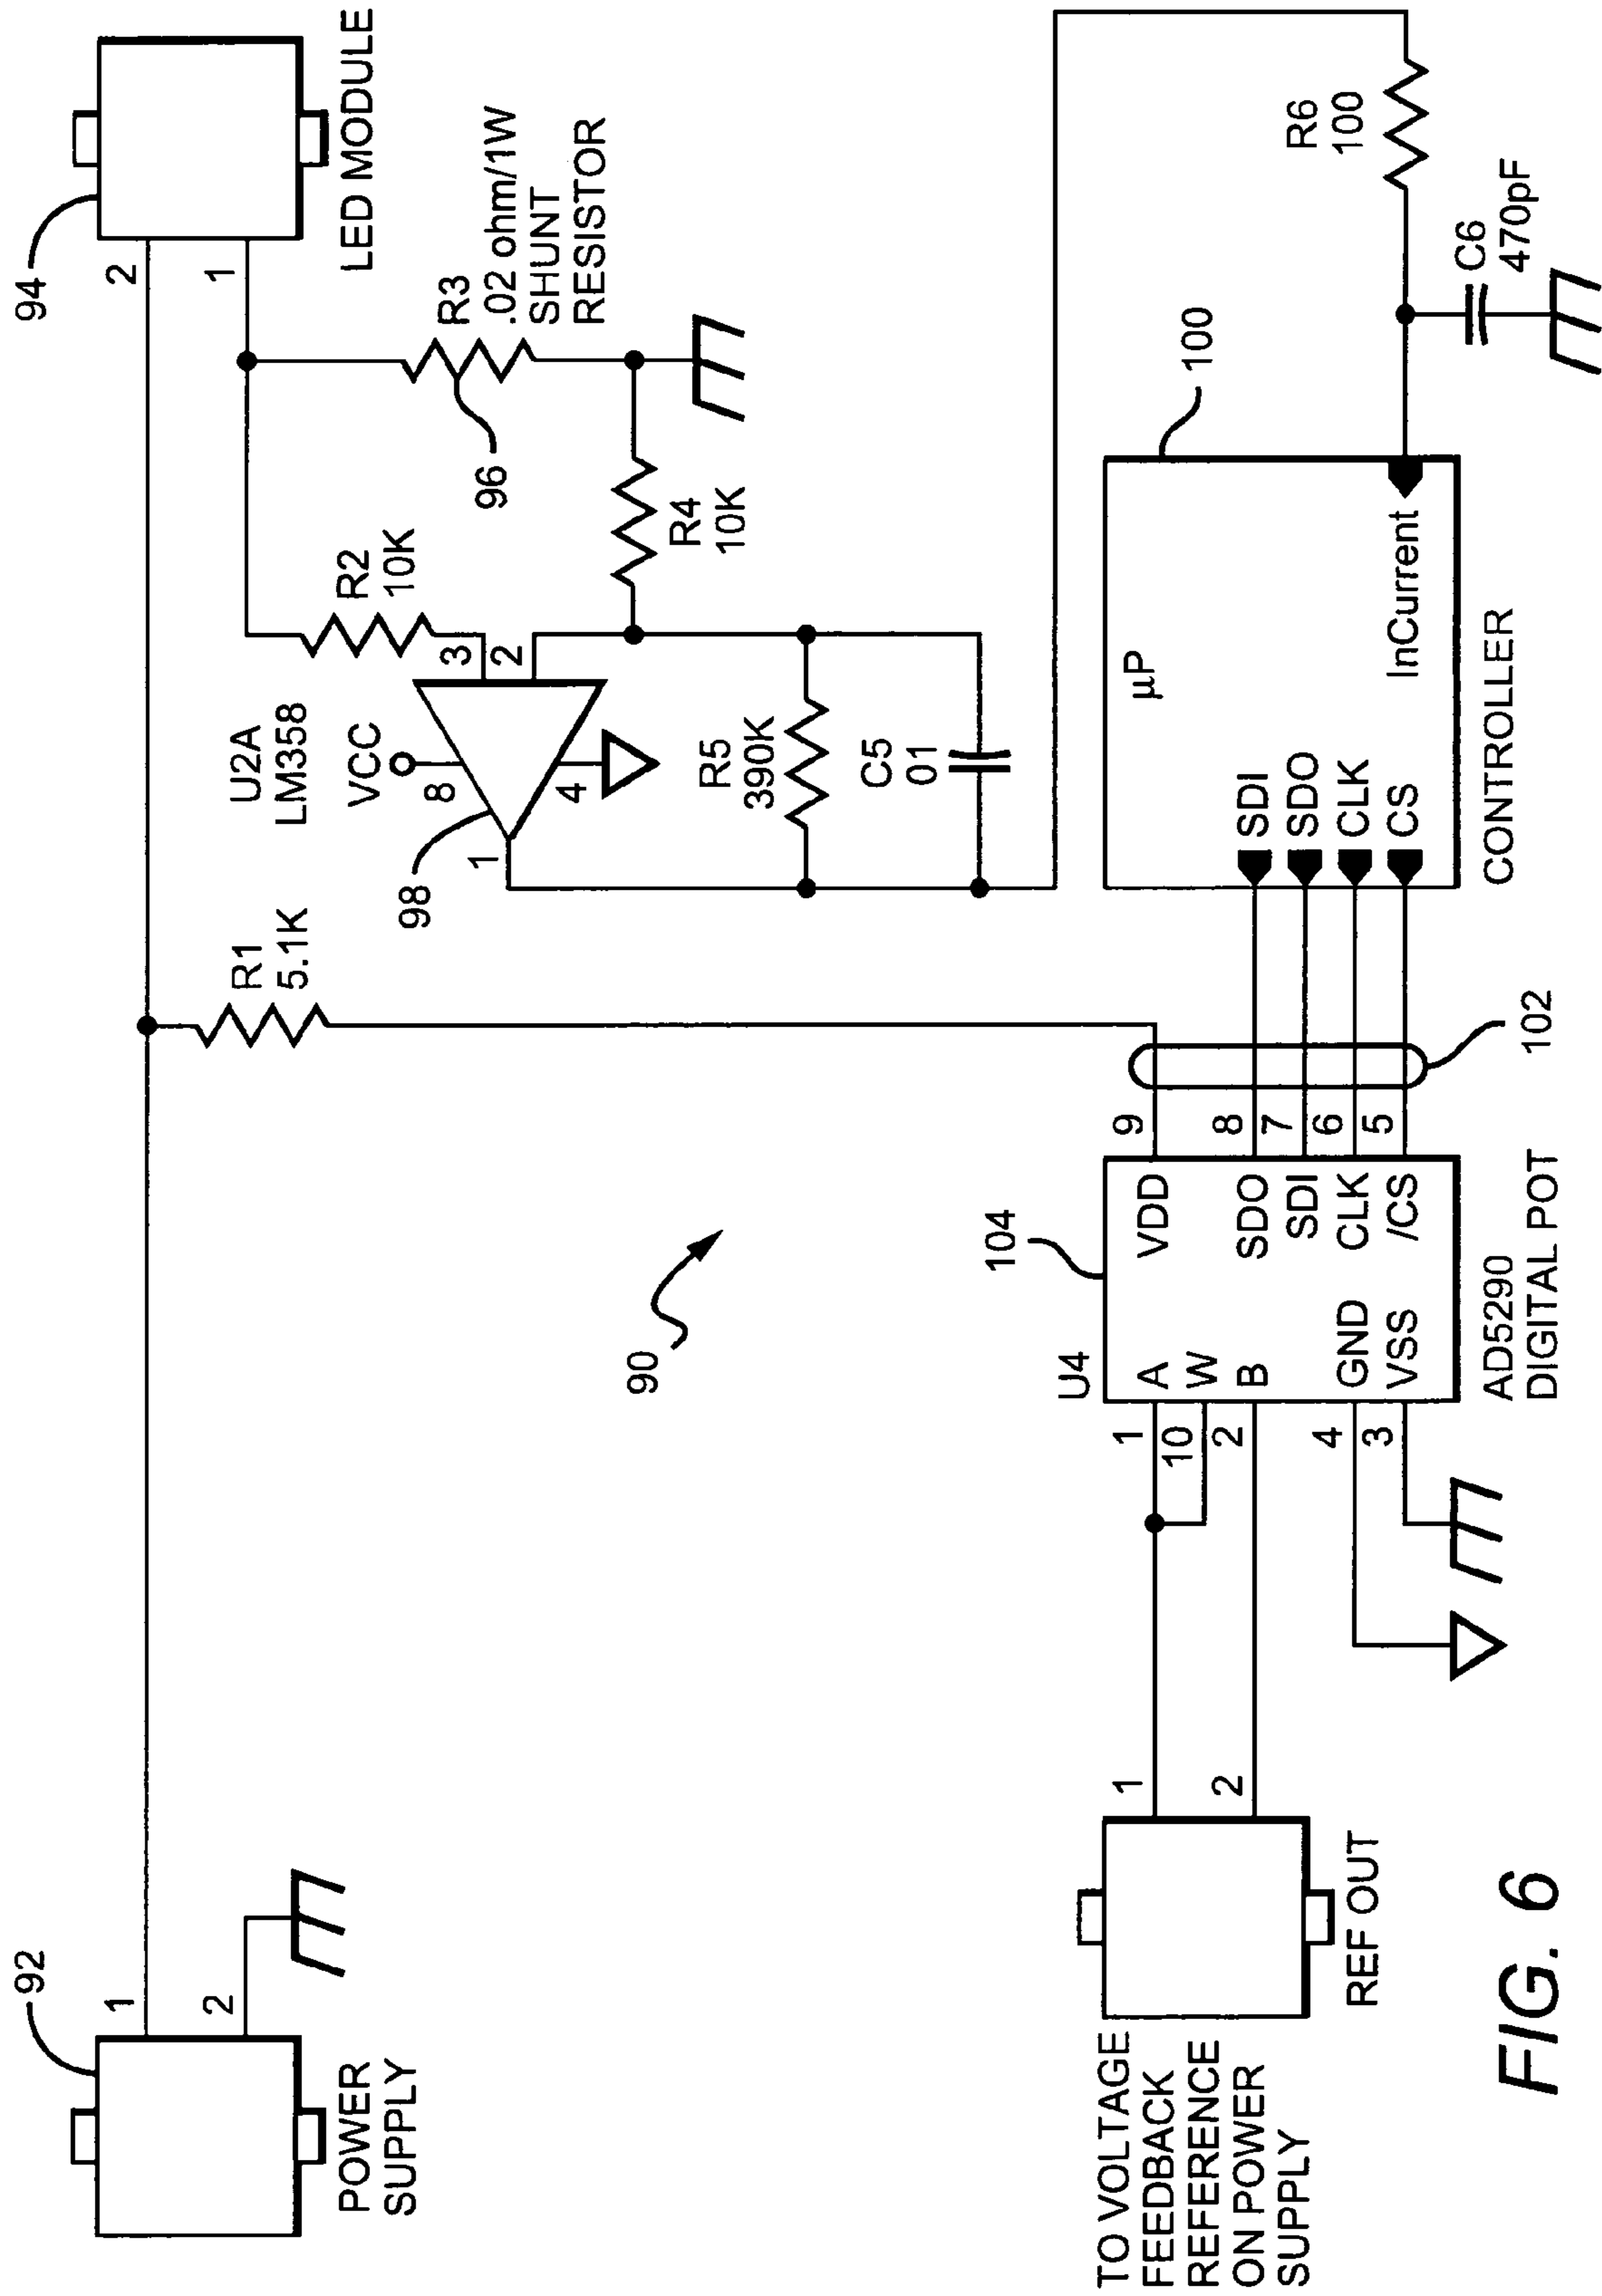 92
POWER
SUPPLY
1
2
94
2
1
LED MODULE
R1
5.1K
U2A
LM358
VCC
8
3
2
4
1
98
R2
10K
R3
.02 ohm/1W
SHUNT
RESISTOR
96
R4
10K
R5
390K
C5
01
90
TO VOLTAGE
FEEDBACK
REFERENCE
ON POWER
SUPPLY
REF OUT
1
2
U4
104
1
10
2
4
3
A
W
B
GND
VSS
VDD
SDO
SDI
CLK
/CS
9
8
7
6
5
AD5290
DIGITAL POT
102
SDI
SDO
CLK
CS
μP
InCurrent
100
CONTROLLER
R6
100
C6
470pF
FIG. 6